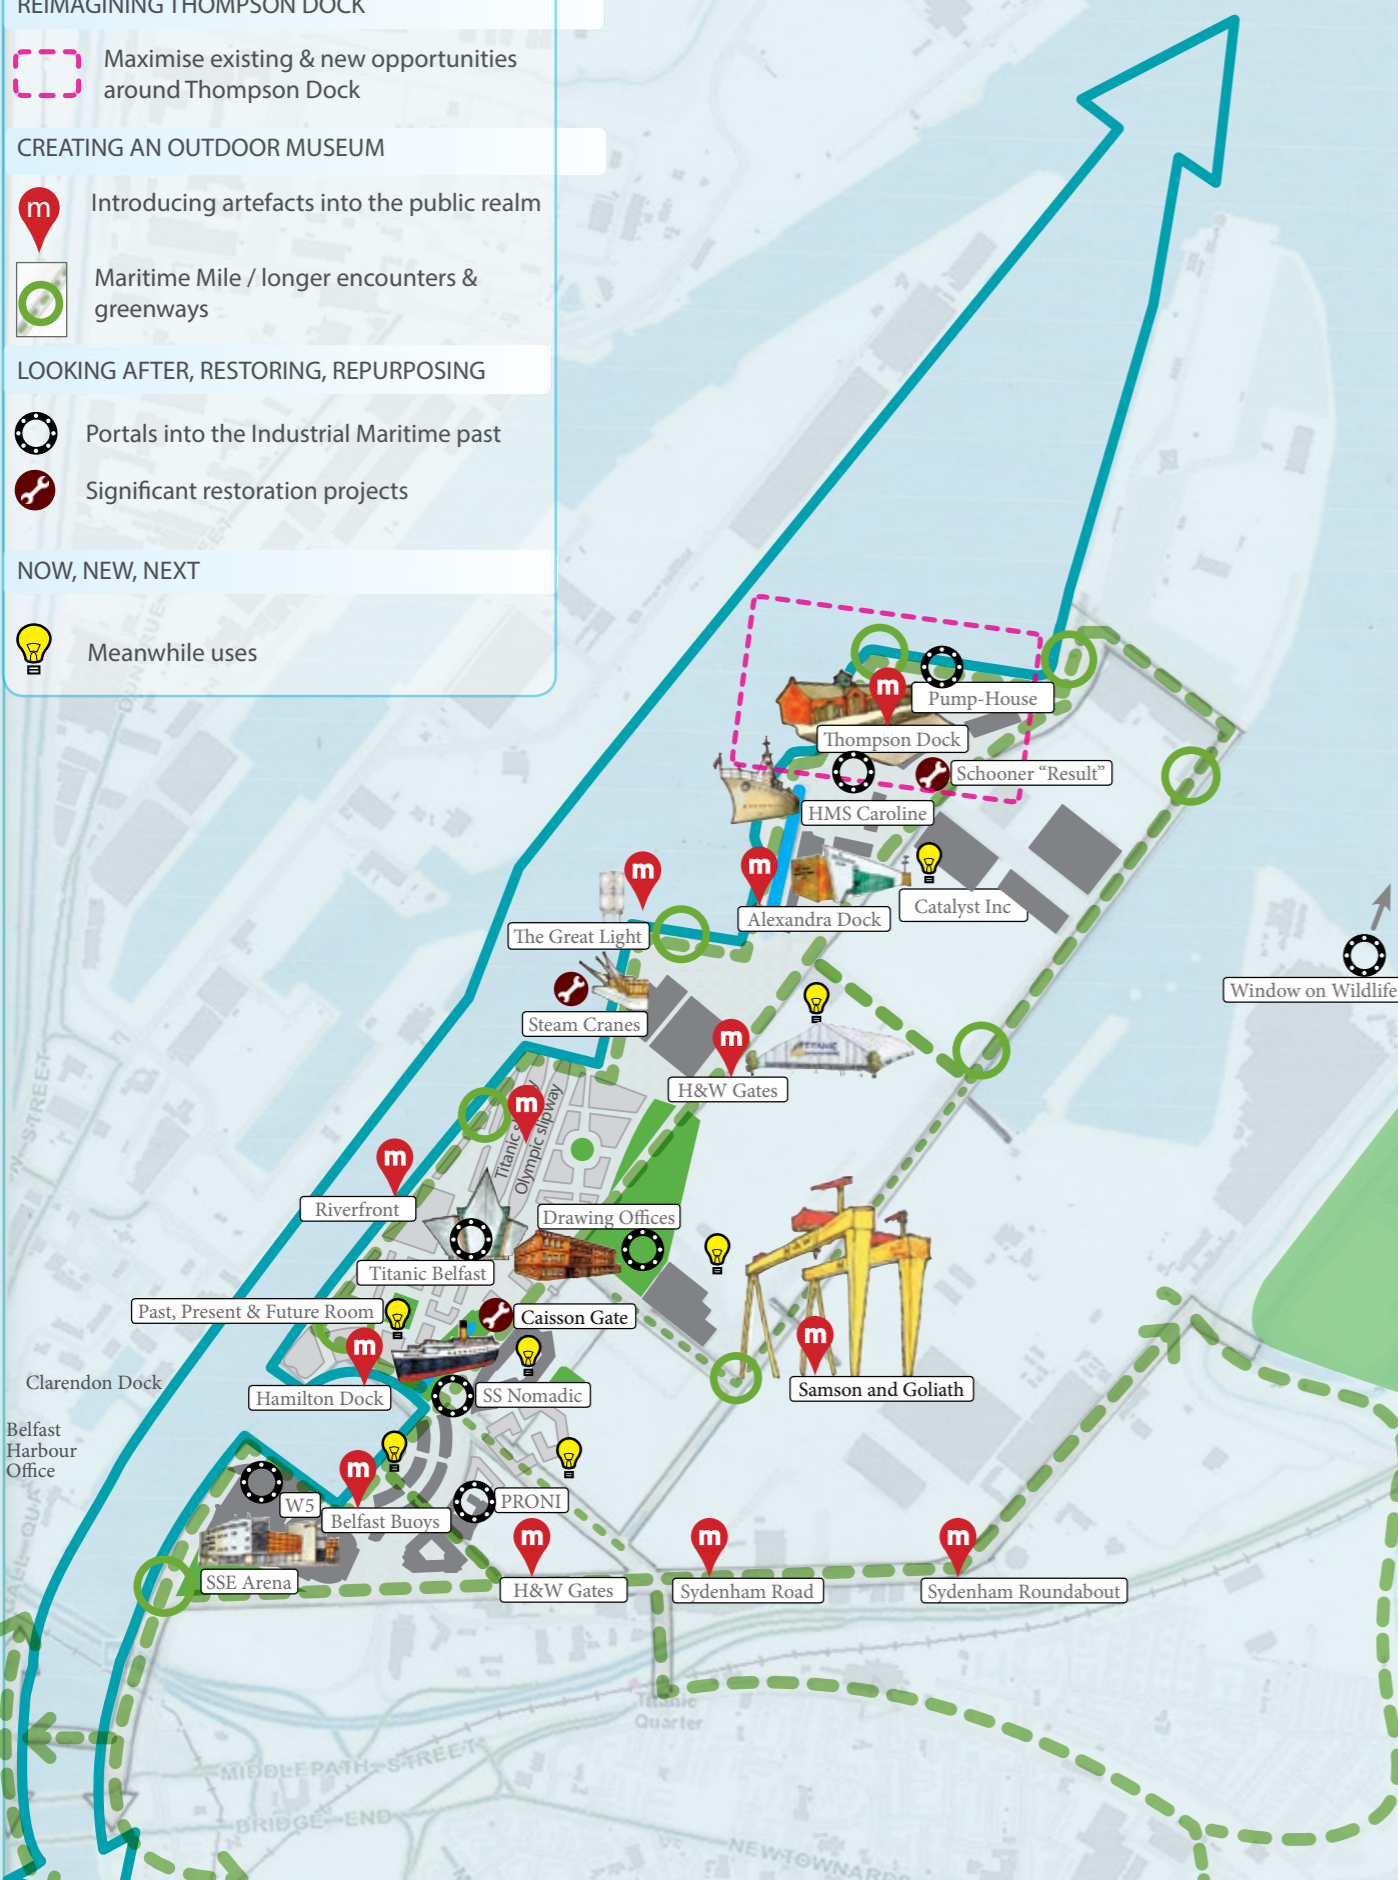 REIMAGINING THOMPSON DOCK
Maximise existing & new opportunities
around Thompson Dock
CREATING AN OUTDOOR MUSEUM
m
Introducing artefacts into the public realm
Maritime Mile / longer encounters &
greenways
LOOKING AFTER, RESTORING, REPURPOSING
Portals into the Industrial Maritime past
Significant restoration projects
NOW, NEW, NEXT
Meanwhile uses
m
Pump-House
Thompson Dock
Schooner “Result”
HMS Caroline
m
m
Catalyst Inc
Alexandra Dock
The Great Light
Window on Wildlife
Steam Cranes
m
TITANIC
H&W Gates
m
Titanic
Olympic slipway
m
Riverfront
Drawing Offices
Titanic Belfast
Past, Present & Future Room
Caisson Gate
m
m
Clarendon Dock
Hamilton Dock
SS Nomadic
Samson and Goliath
Belfast
Harbour
Office
m
W5
PRONI
Belfast Buoys
m
m
m
SSE Arena
H&W Gates
Sydenham Road
Sydenham Roundabout
Titanic
Quarter
MIDDLEPATH-STREET
BRIDGE-END
NEWTOWNARDS